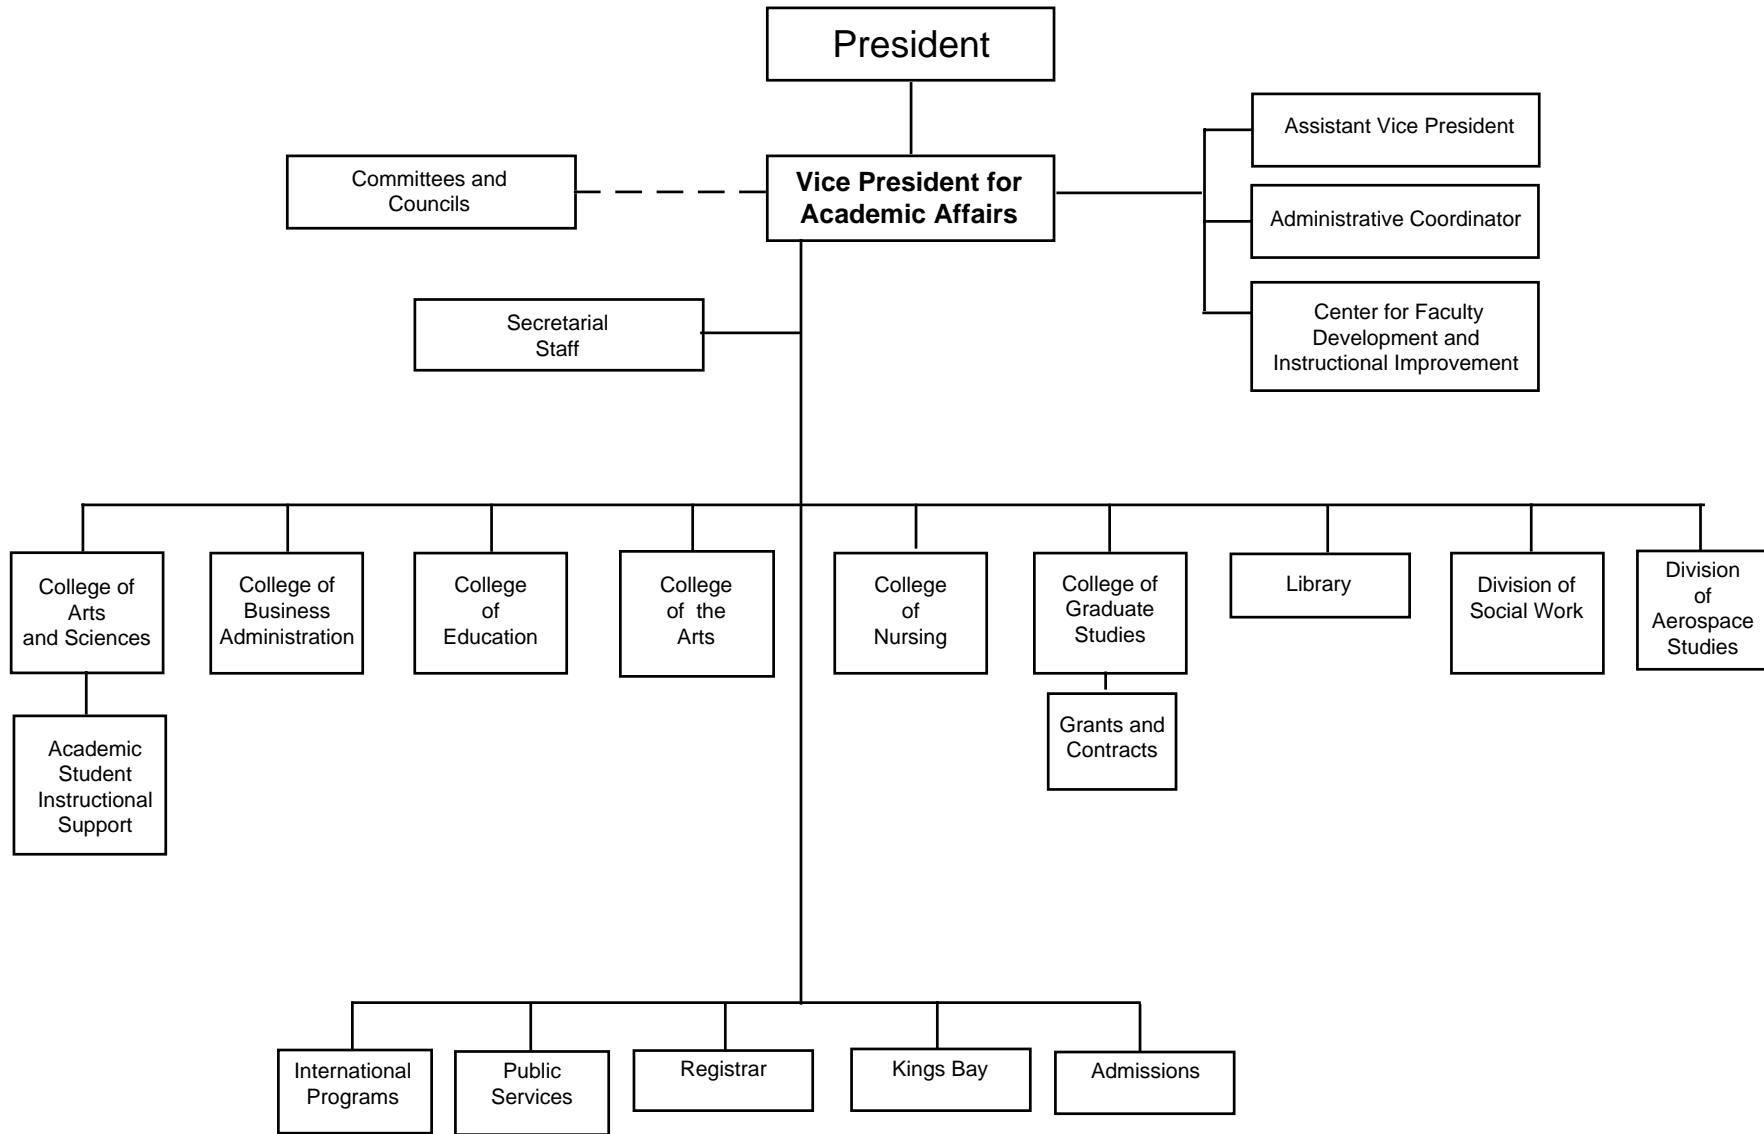 President
Assistant Vice President
Committees and
Councils
Vice President for
Academic Affairs
Administrative Coordinator
Secretarial
Staff
Center for Faculty
Development and
Instructional Improvement
College of
Arts
and Sciences
College of
Business
Administration
College
of
Education
College
of the
Arts
College
of
Nursing
College of
Graduate
Studies
Library
Division of
Social Work
Division
of
Aerospace
Studies
Academic
Student
Instructional
Support
Grants and
Contracts
International
Programs
Public
Services
Registrar
Kings Bay
Admissions